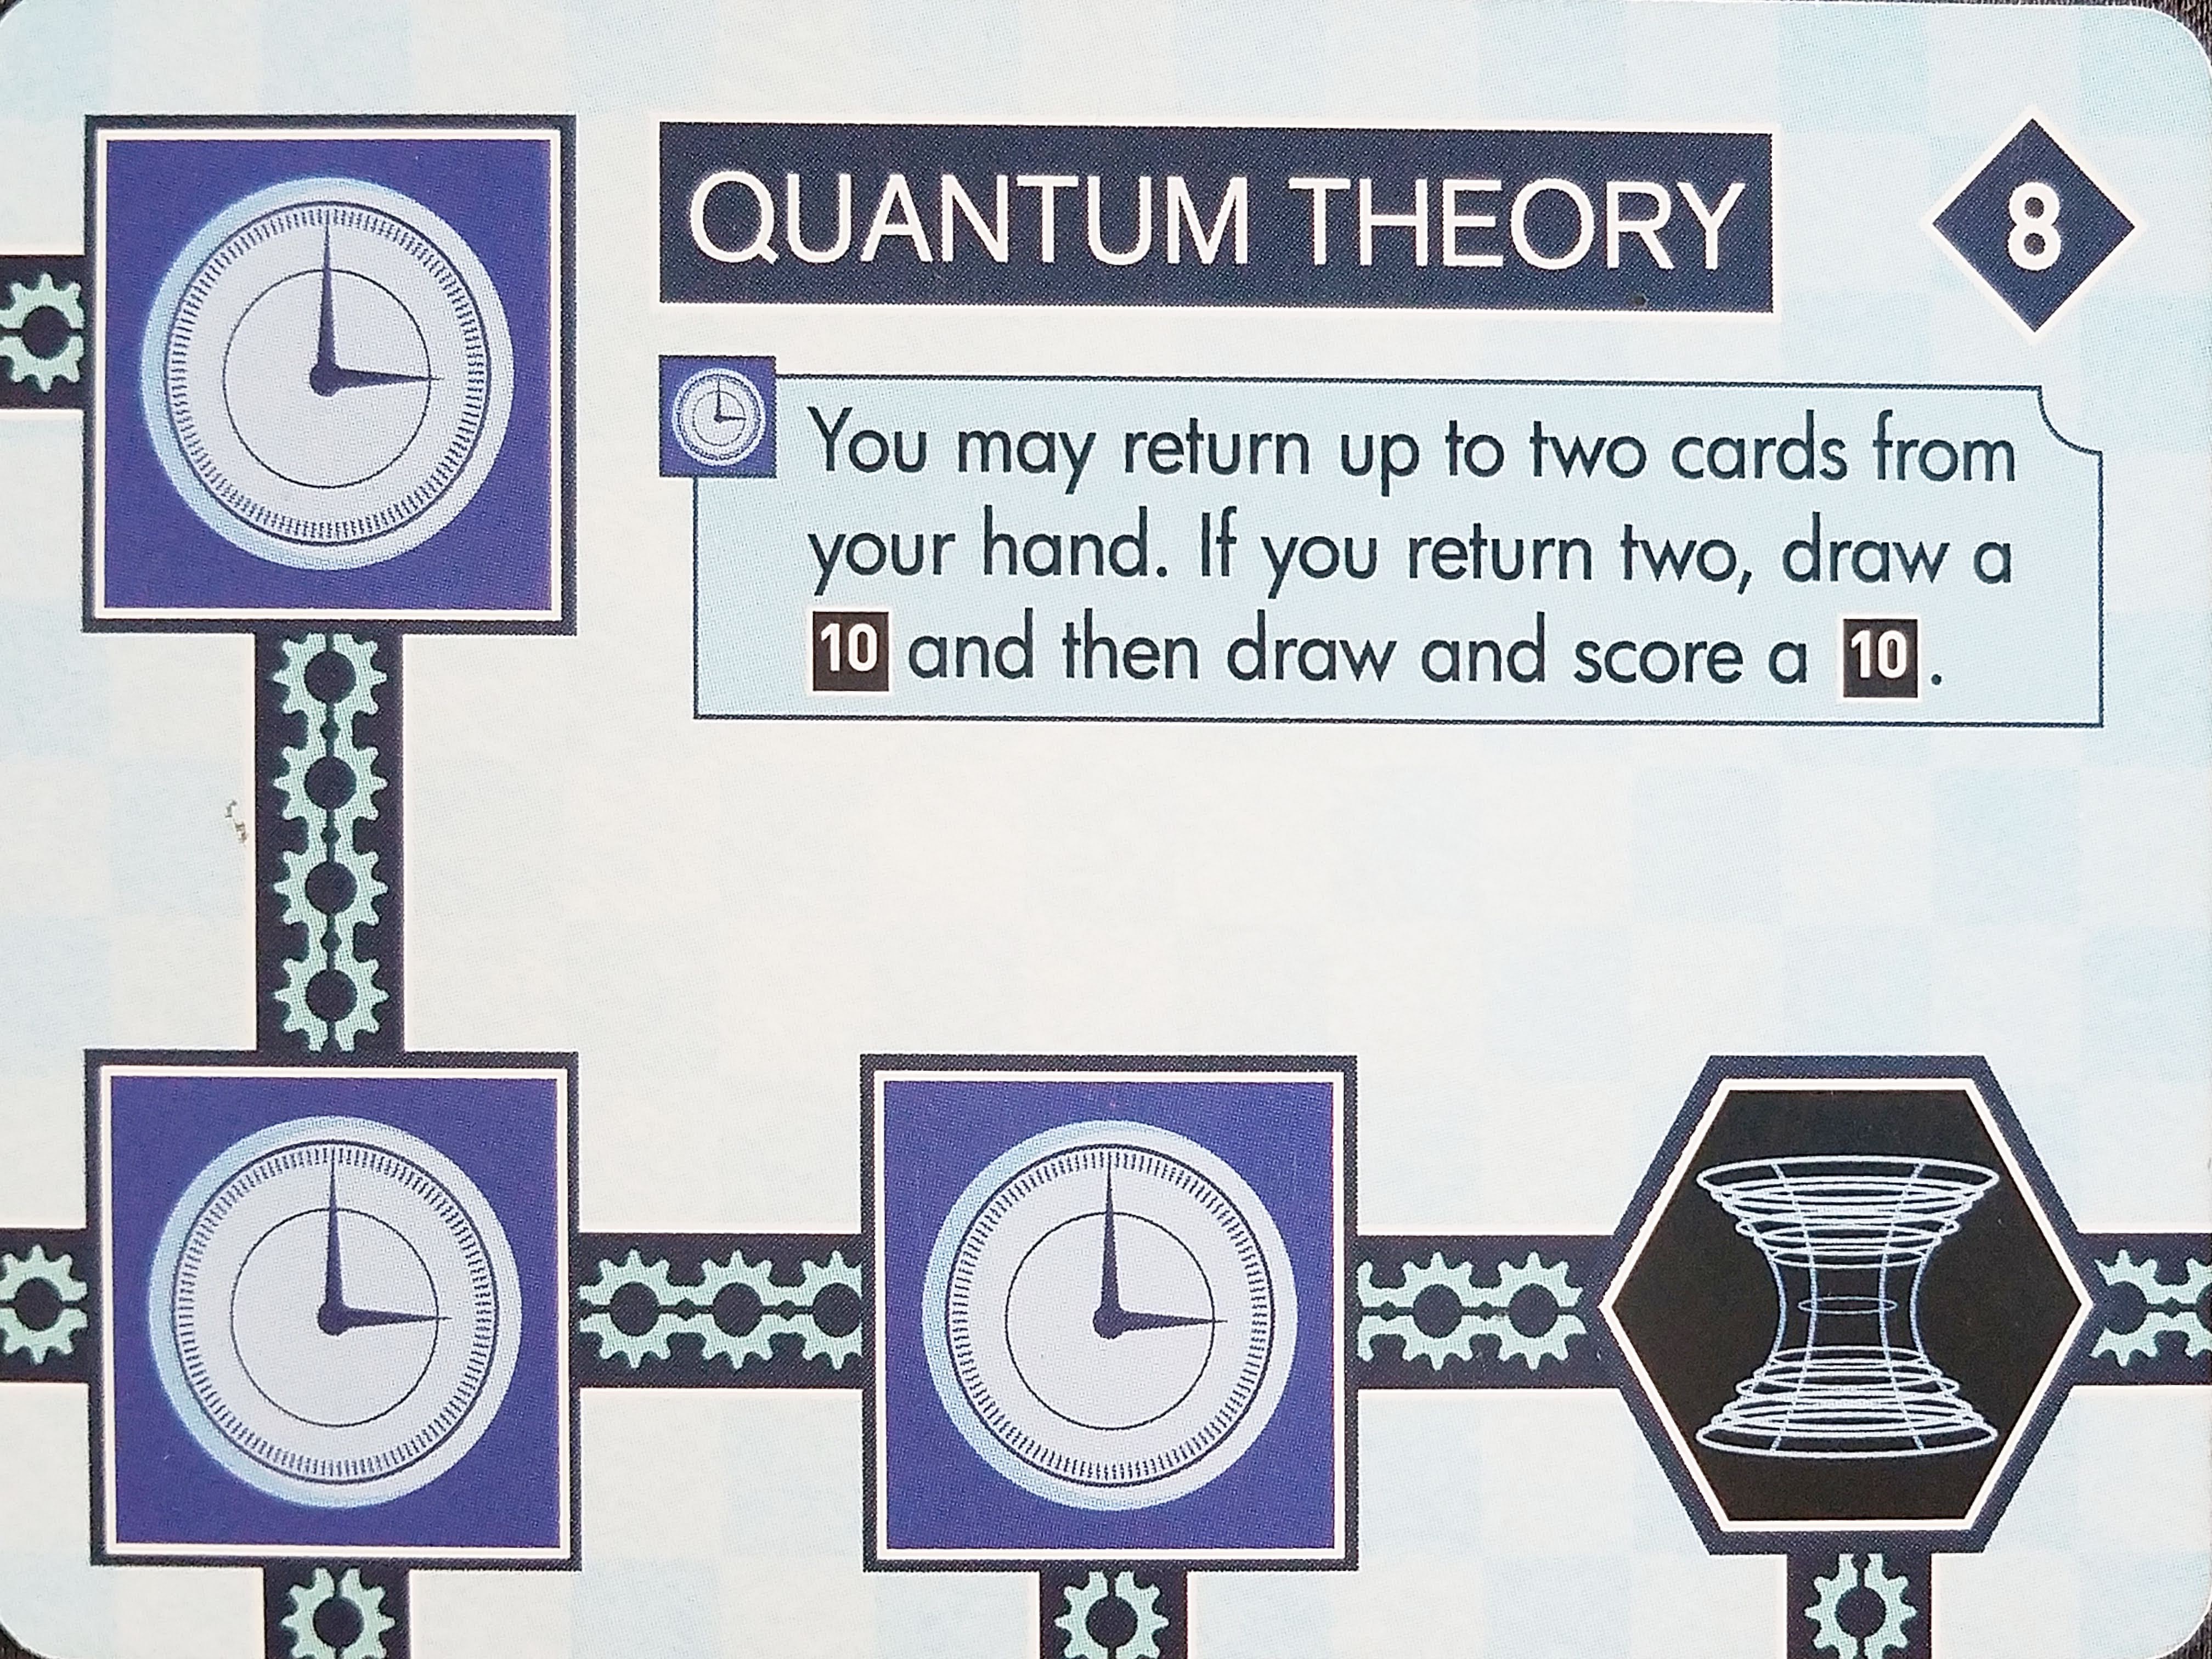 QUANTUM THEORY
8
You may return up to two cards from
your hand. If you return two, draw a
10 and then draw and score a 10.